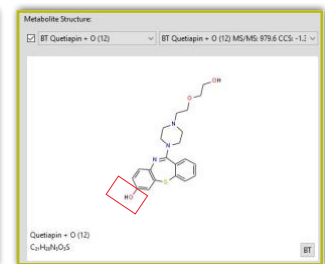 Metabolite Structure:
BT Quetiapin + O (12) BT Quetiapin + O (12) MS/MS: 979.6 CCS: -1.3
OH
O
N
N
N
S
HO
Quetiapin + O (12)
C₂₁H₂₅N₃O₃S
BT